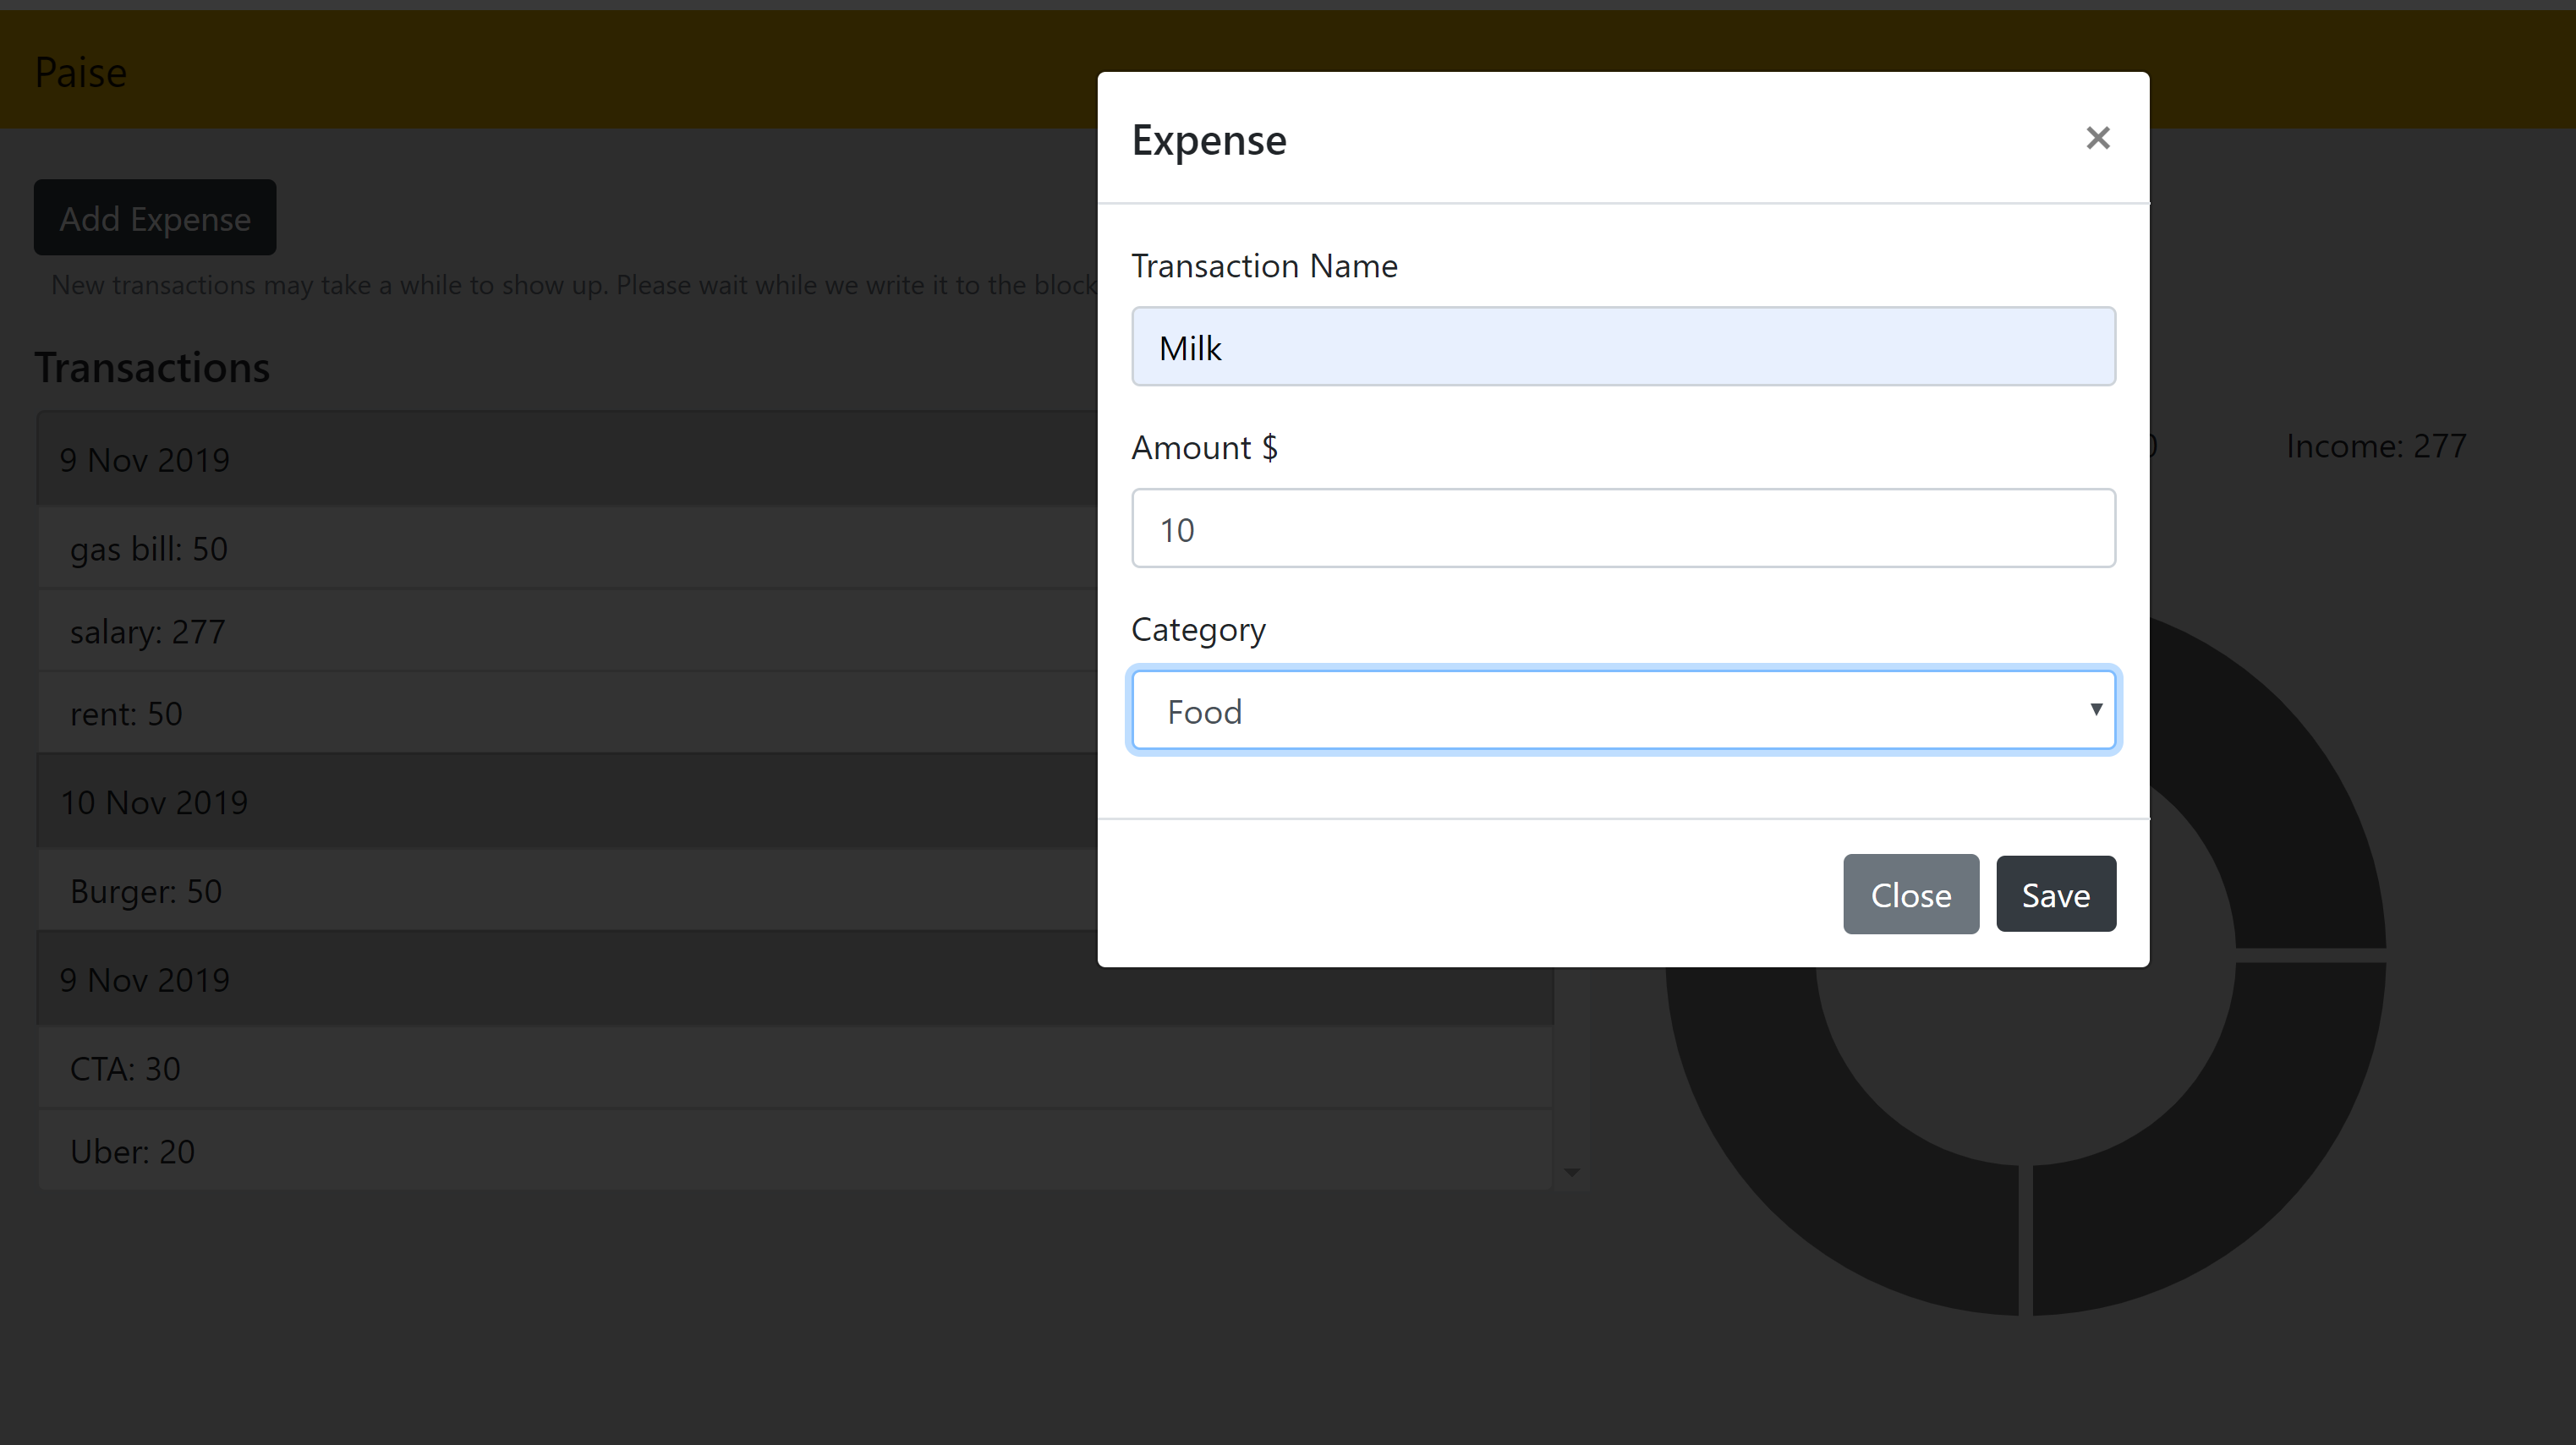 Paise
Add Expense
New transactions may take a while to show up. Please wait while we write it to the block
Transactions
9 Nov 2019
gas bill: 50
salary: 277
rent: 50
10 Nov 2019
Burger: 50
9 Nov 2019
CTA: 30
Uber: 20
Income: 277
Expense
×
Transaction Name
Milk
Amount $
10
Category
Food
Close
Save